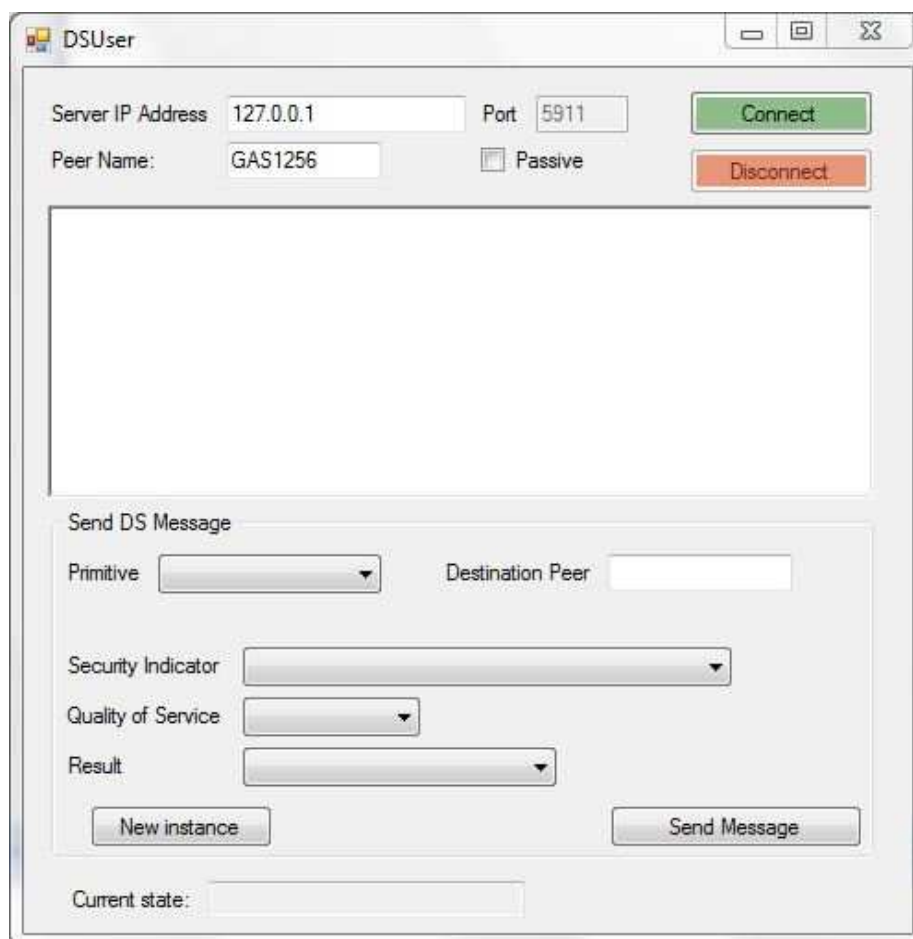 DSUser
Server IP Address 127.0.0.1 Port 5911 Connect
Peer Name: GAS1256 Passive Disconnect
Send DS Message
Primitive Destination Peer
Security Indicator
Quality of Service
Result
New instance Send Message
Current state: